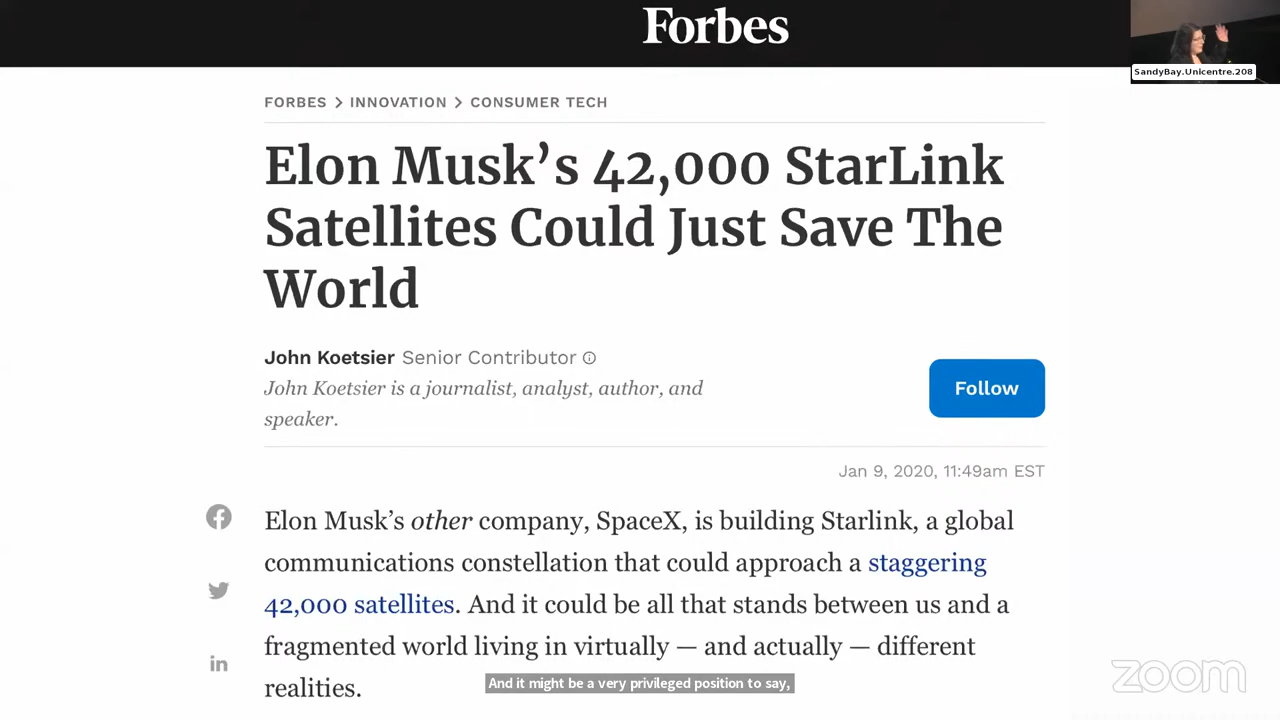 Forbes
SandyBay.Unicentre.208
FORBES > INNOVATION > CONSUMER TECH
Elon Musk’s 42,000 StarLink
Satellites Could Just Save The
World
John Koetsier Senior Contributor
John Koetsier is a journalist, analyst, author, and
speaker.
Follow
Jan 9, 2020, 11:49am EST
Elon Musk’s other company, SpaceX, is building Starlink, a global
communications constellation that could approach a staggering
42,000 satellites. And it could be all that stands between us and a
fragmented world living in virtually — and actually — different
realities.
And it might be a very privileged position to say,
zoom